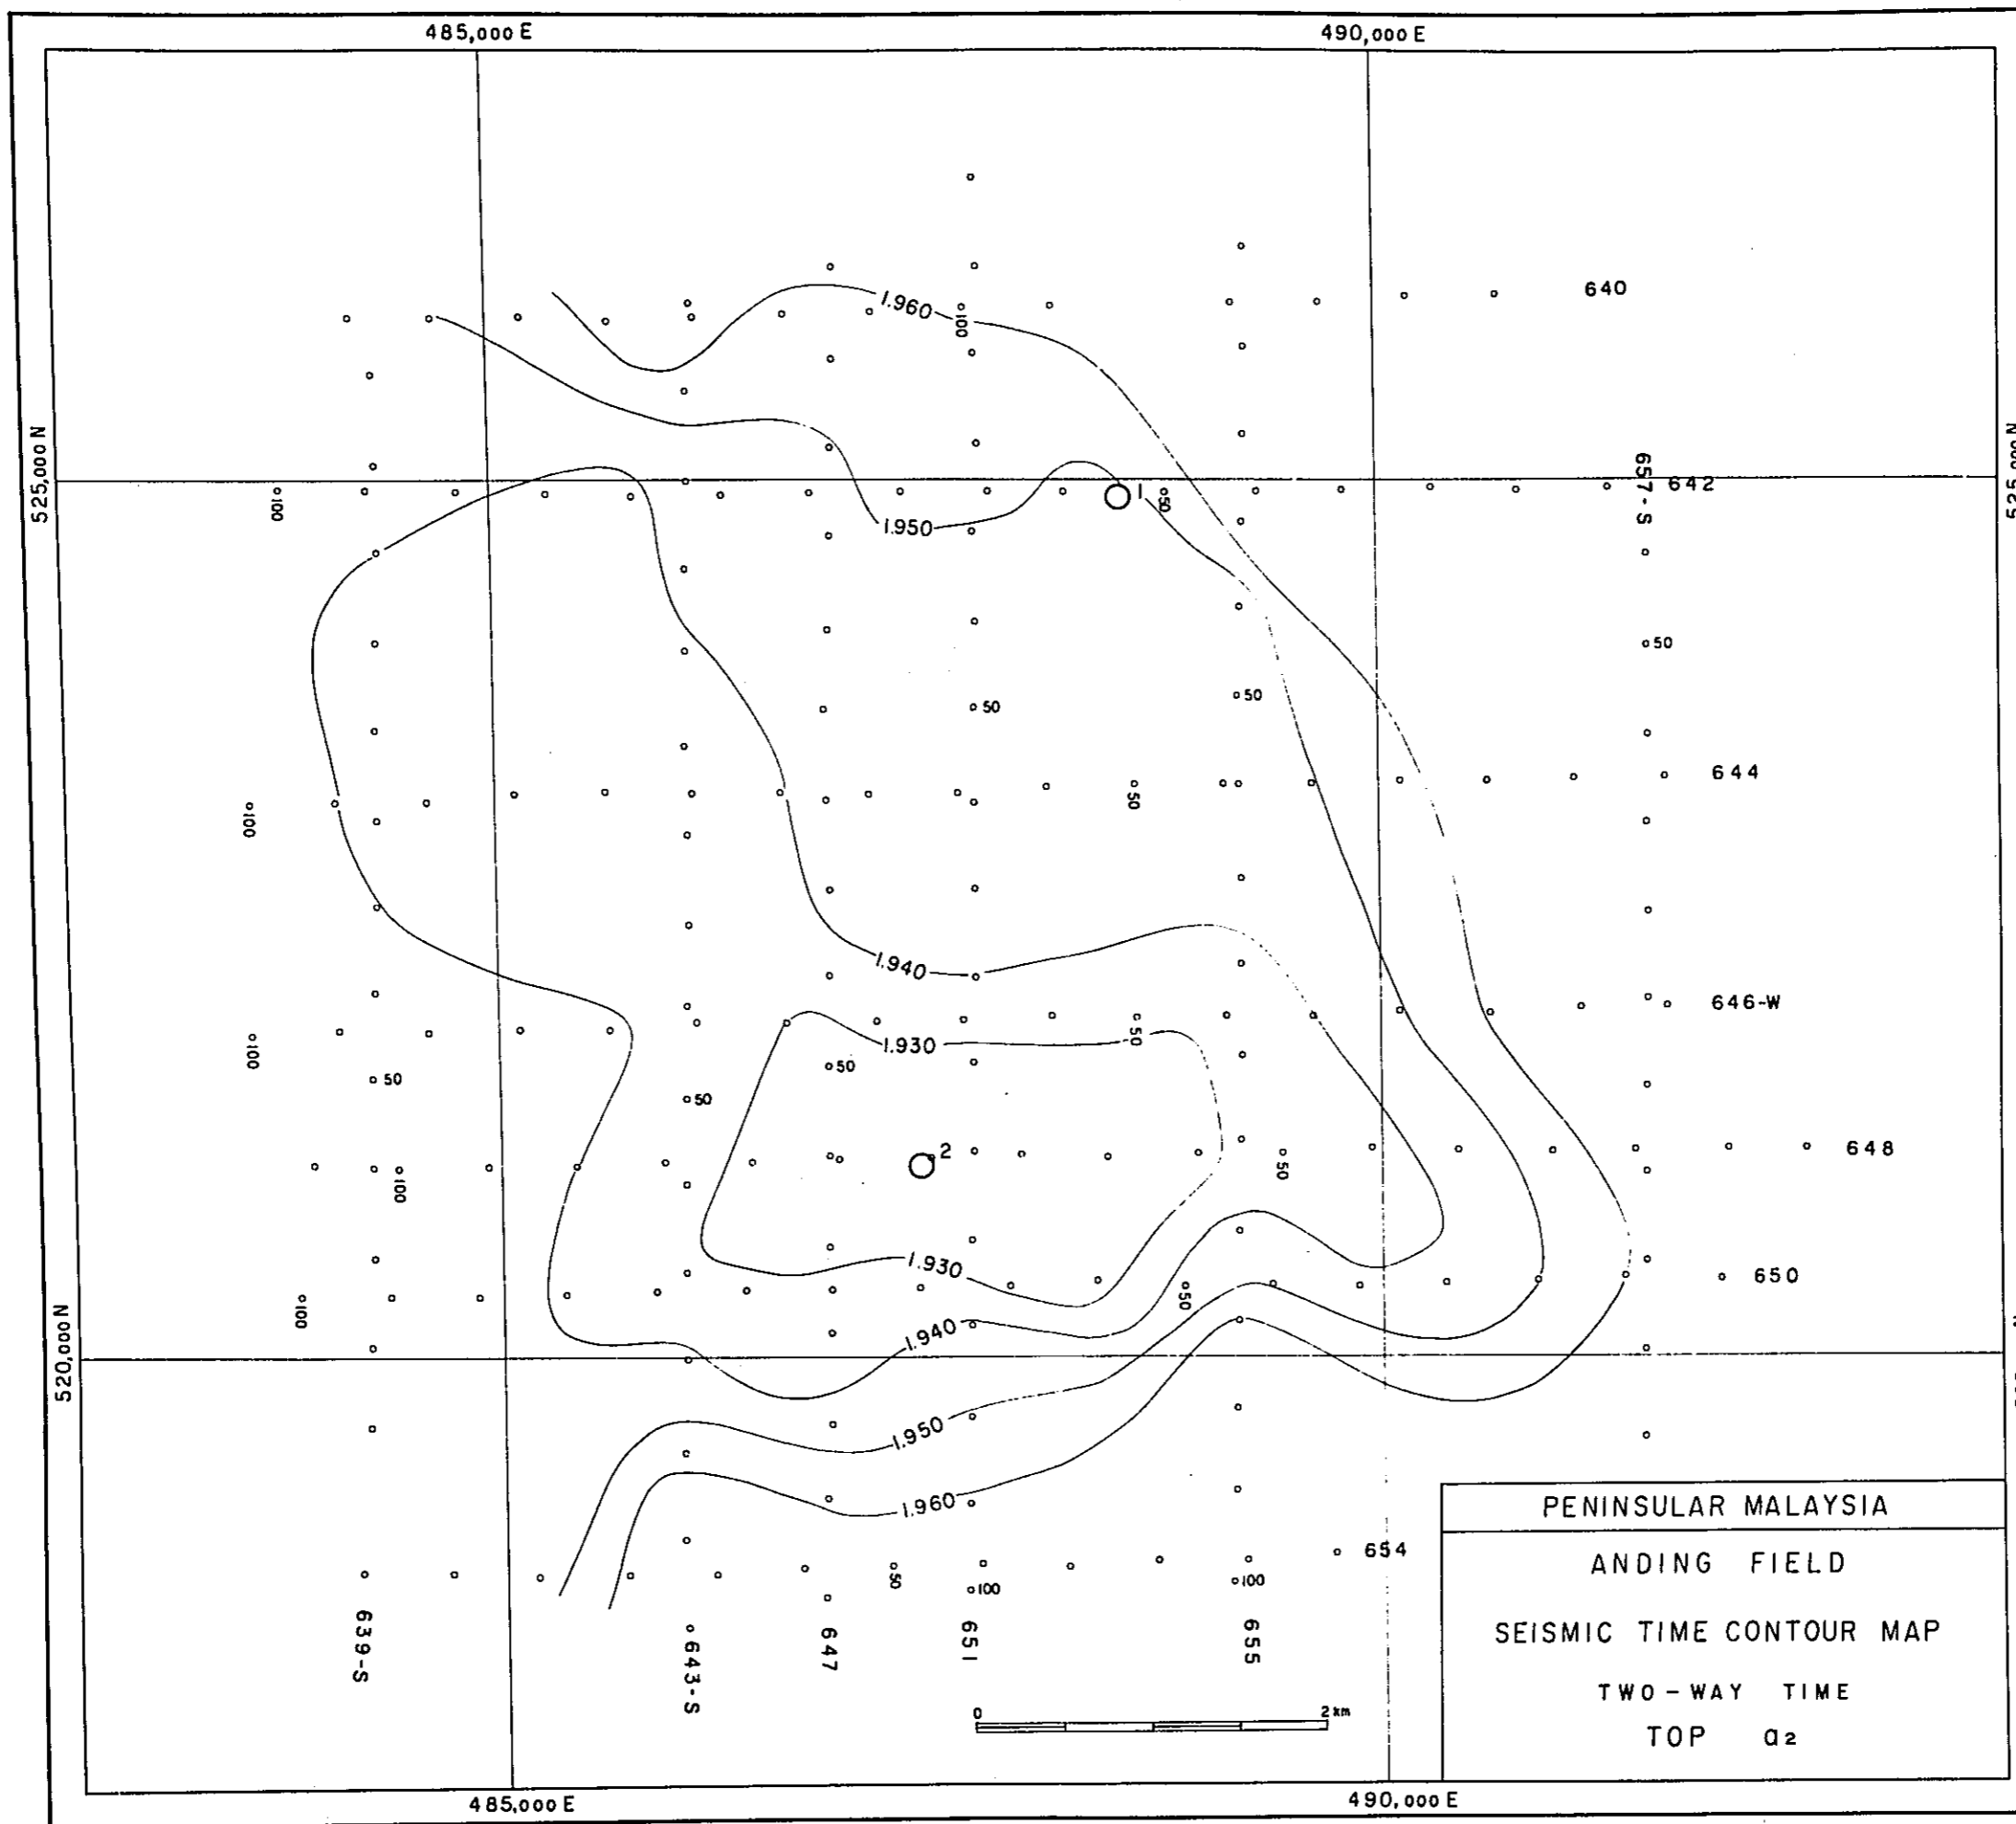 485,000 E
490,000 E
640
1.960
100
525,000 N
657-S
642
100
1
50
1.950
50
50
50
644
100
50
1.940
646-W
100
1.930
50
50
50
50
2
648
100
50
1.930
650
100
50
520,000 N
1.940
1.950
1.960
654
50
100
100
639-S
643-S
647
651
655
0
2 km
PENINSULAR MALAYSIA
ANDING FIELD
SEISMIC TIME CONTOUR MAP
TWO-WAY TIME
TOP a2
485,000 E
490,000 E